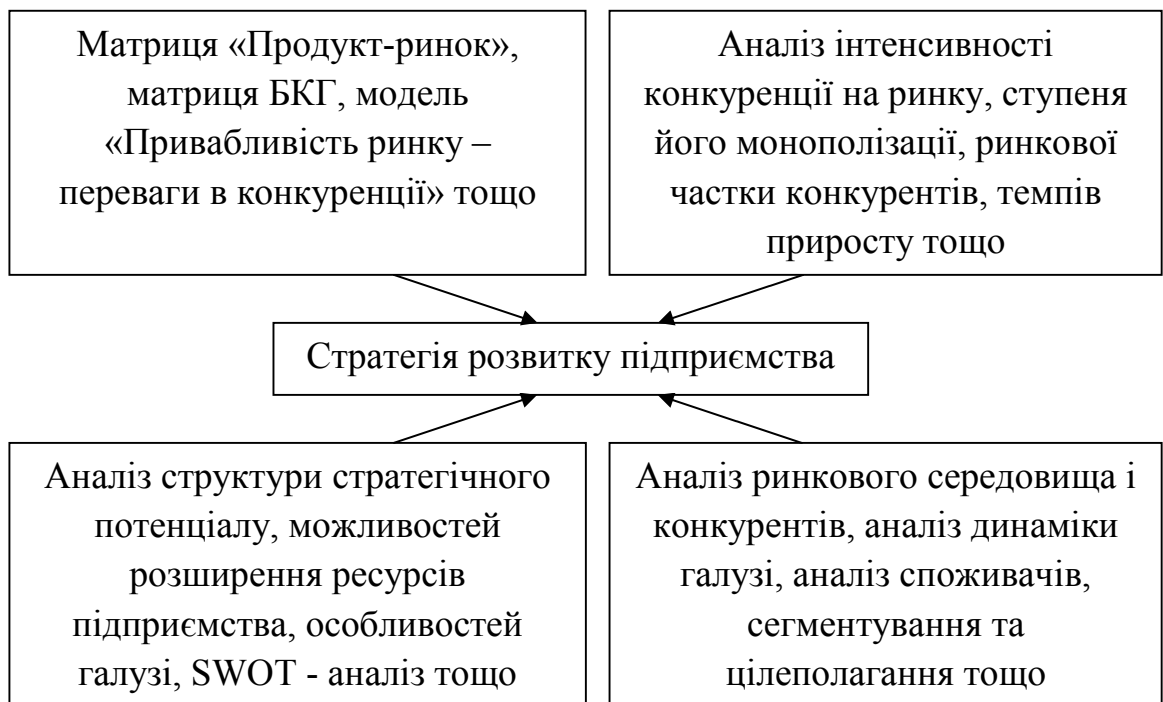 Матриця «Продукт-ринок»,
матриця БКГ, модель
«Привабливість ринку –
переваги в конкуренції» тощо
Аналіз інтенсивності
конкуренції на ринку, ступеня
його монополізації, ринкової
частки конкурентів, темпів
приросту тощо
Стратегія розвитку підприємства
Аналіз структури стратегічного
потенціалу, можливостей
розширення ресурсів
підприємства, особливостей
галузі, SWOT - аналіз тощо
Аналіз ринкового середовища і
конкурентів, аналіз динаміки
галузі, аналіз споживачів,
сегментування та
цілеполагання тощо